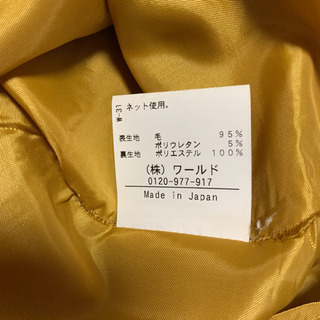 W-31 ネット使用。
表生地 毛 95%
ポリウレタン 5%
裏生地 ポリエステル 100%
(株) ワールド
0120-977-917
Made in Japan